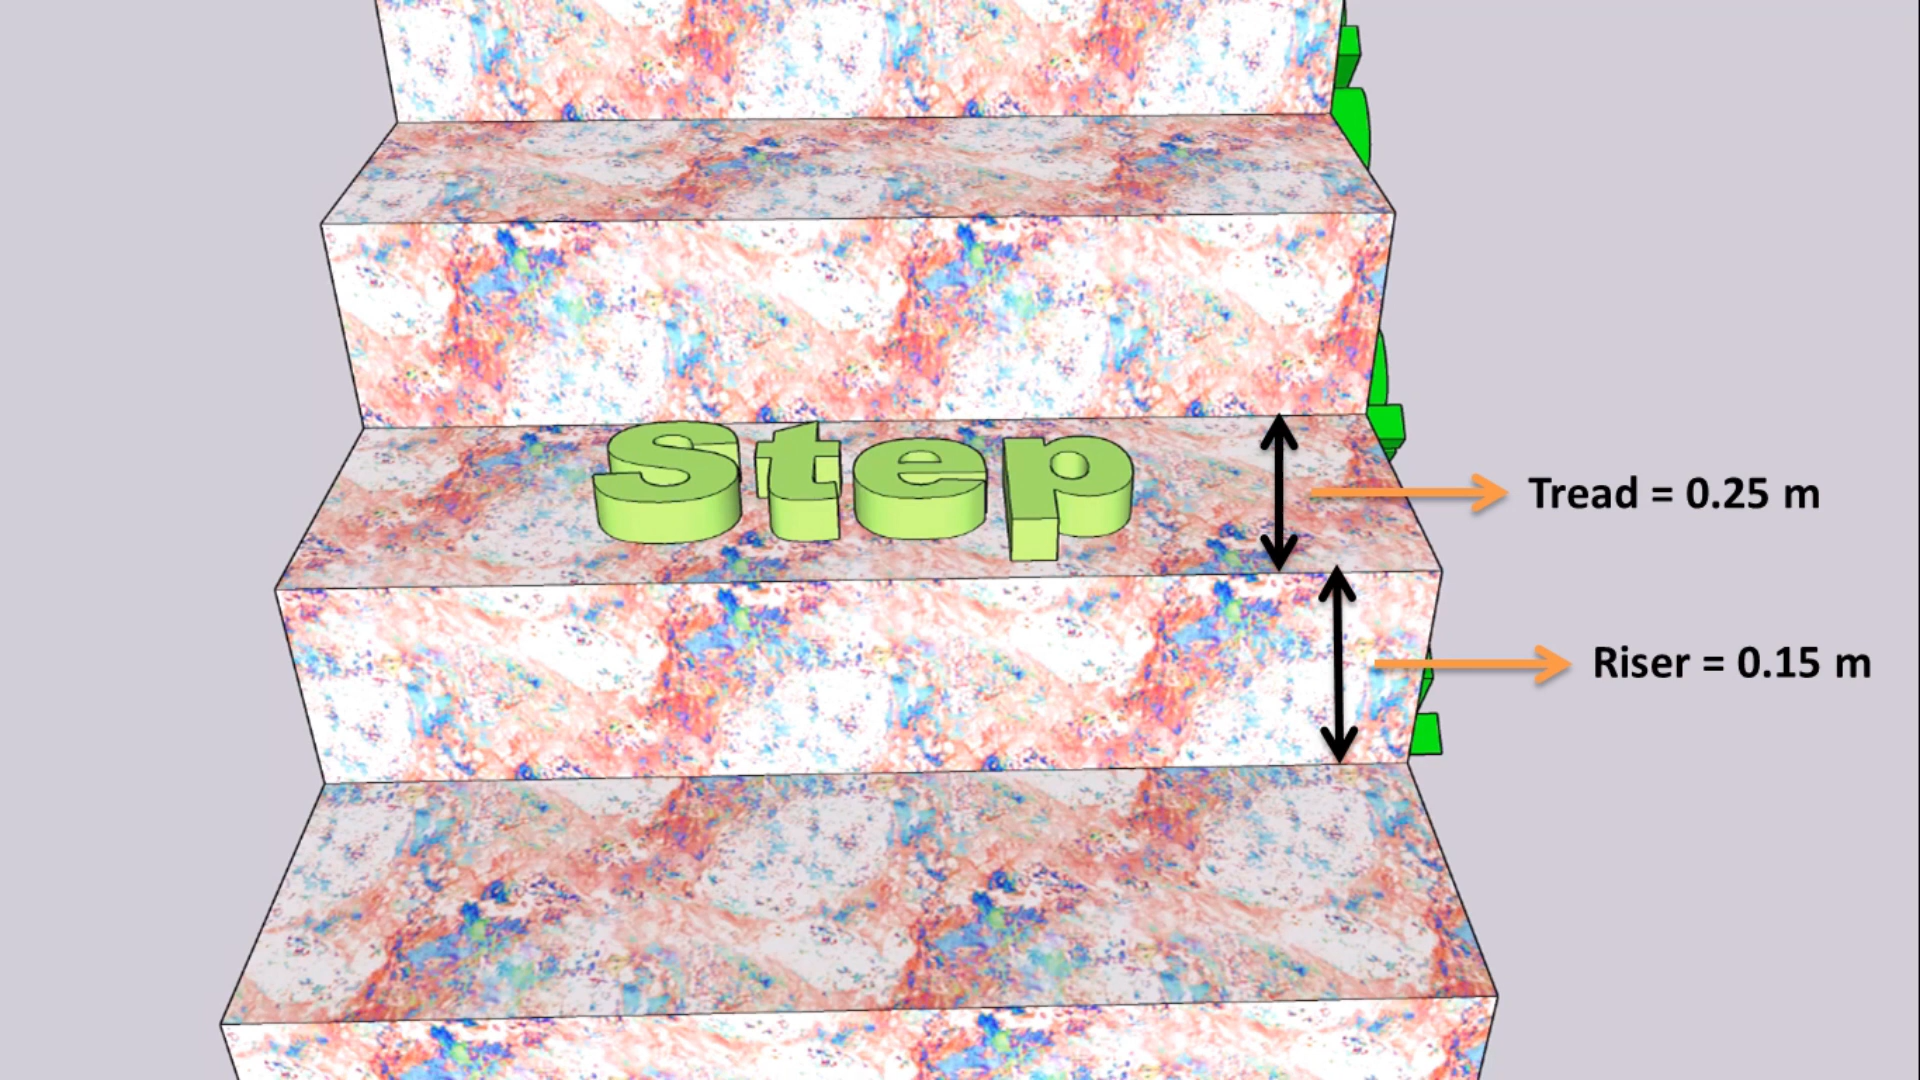 Step
Tread = 0.25 m
Riser = 0.15 m